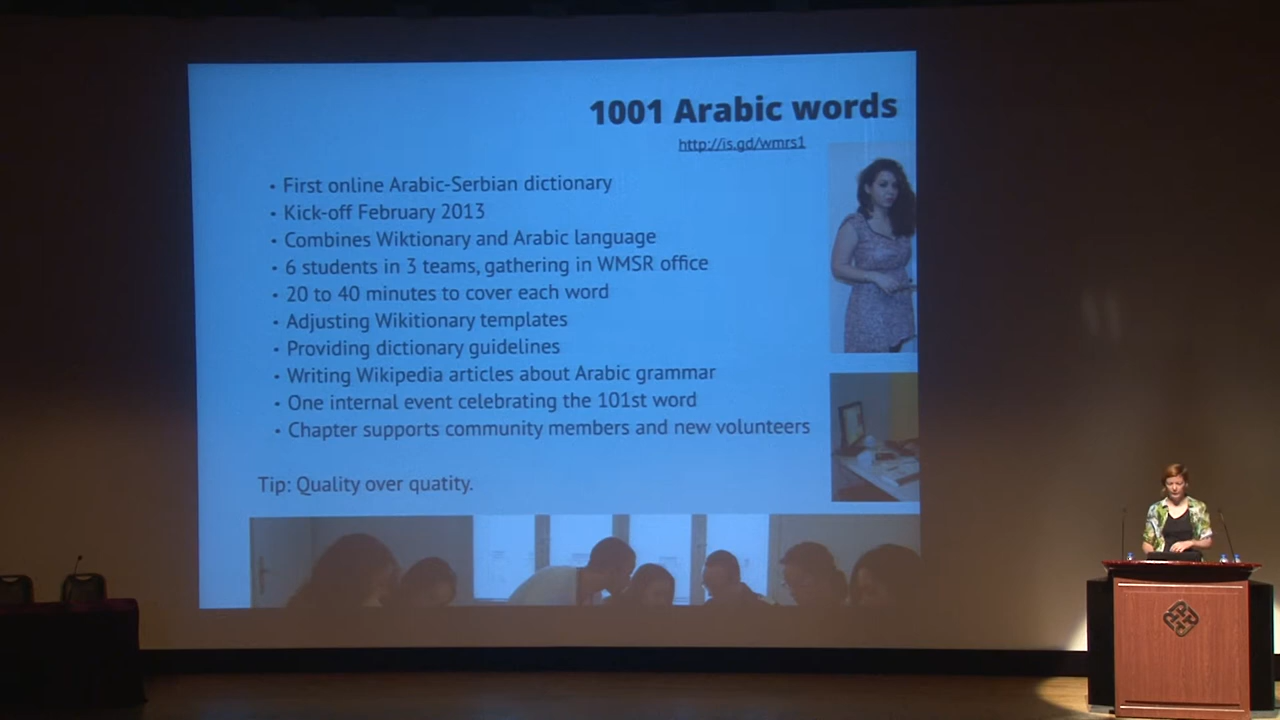 1001 Arabic words
http://is.gd/wmrs1
• First online Arabic-Serbian dictionary
• Kick-off February 2013
• Combines Wiktionary and Arabic language
• 6 students in 3 teams, gathering in WMSR office
• 20 to 40 minutes to cover each word
• Adjusting Wikitionary templates
• Providing dictionary guidelines
• Writing Wikipedia articles about Arabic grammar
• One internal event celebrating the 101st word
• Chapter supports community members and new volunteers
Tip: Quality over quatity.